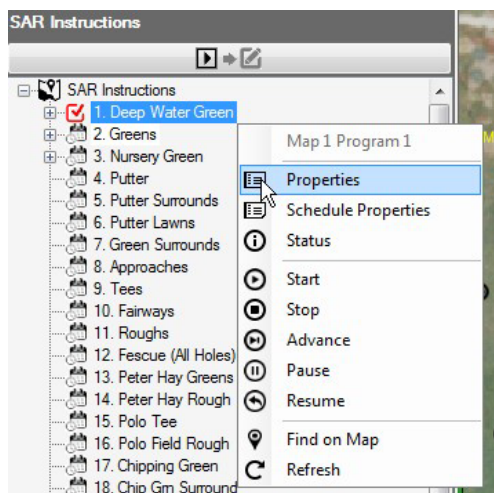 SAR Instructions
SAR Instructions
1. Deep Water Green
2. Greens
3. Nursery Green
4. Putter
5. Putter Surrounds
6. Putter Lawns
7. Green Surrounds
8. Approaches
9. Tees
10. Fairways
11. Roughs
12. Fescue (All Holes)
13. Peter Hay Greens
14. Peter Hay Rough
15. Polo Tee
16. Polo Field Rough
17. Chipping Green
18. Chip Grn Surround
Map 1 Program 1
Properties
Schedule Properties
Status
Start
Stop
Advance
Pause
Resume
Find on Map
Refresh